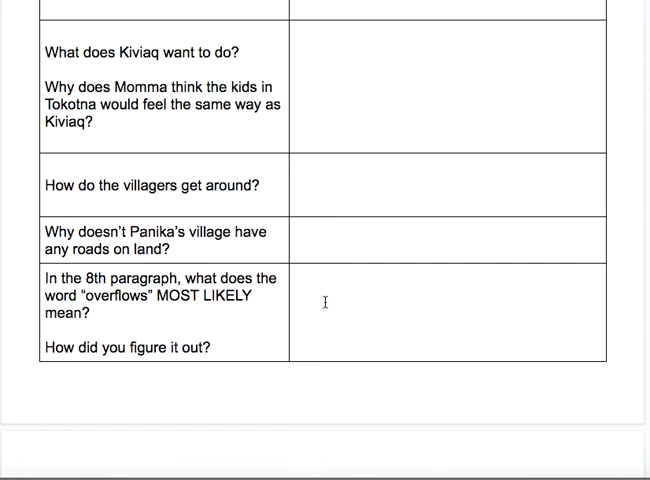 What does Kiviaq want to do?
Why does Momma think the kids in
Tokotna would feel the same way as
Kiviaq?
How do the villagers get around?
Why doesn’t Panika’s village have
any roads on land?
In the 8th paragraph, what does the
word “overflows” MOST LIKELY
mean?
How did you figure it out?